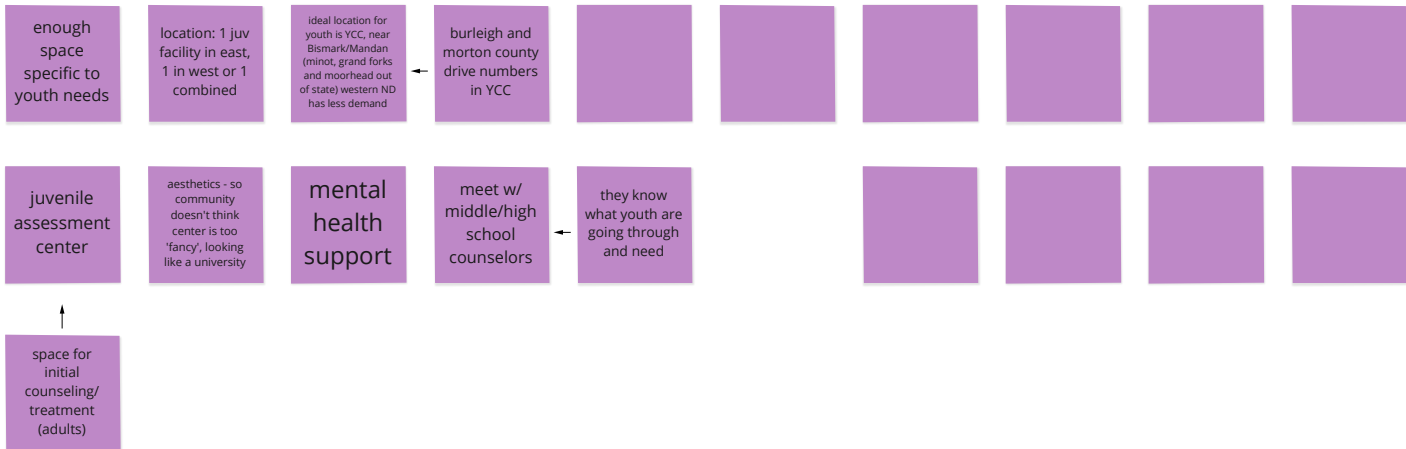 enough
space
specific to
youth needs
location: 1 juv
facility in east,
1 in west or 1
combined
ideal location for
youth is YCC, near
Bismark/Mandan
(minot, grand forks
and moorhead out
of state) western ND
has less demand
burleigh and
morton county
drive numbers
in YCC
juvenile
assessment
center
aesthetics - so
community
doesn't think
center is too
'fancy', looking
like a university
mental
health
support
meet w/
middle/high
school
counselors
they know
what youth are
going through
and need
space for
initial
counseling/
treatment
(adults)